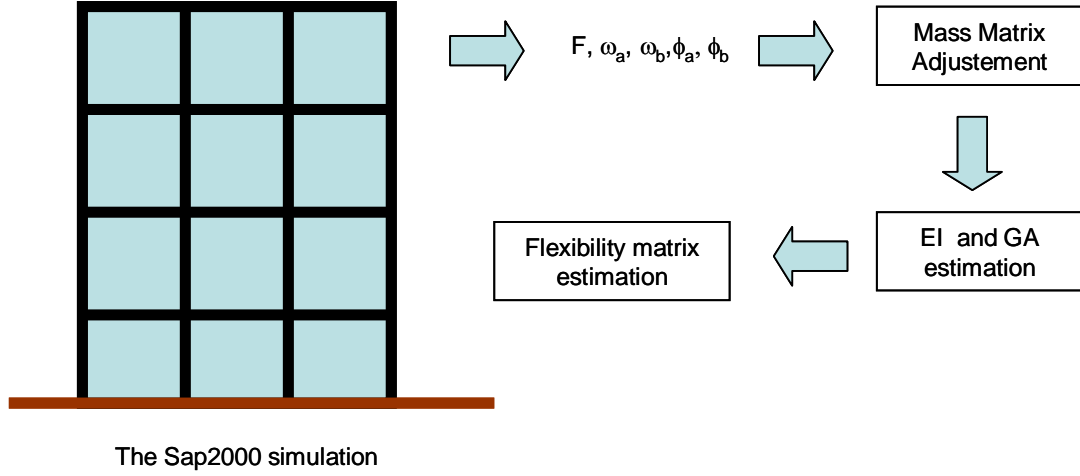 F, ωa, ωb,ϕa, ϕb
Mass Matrix
Adjustement
EI and GA
estimation
Flexibility matrix
estimation
The Sap2000 simulation